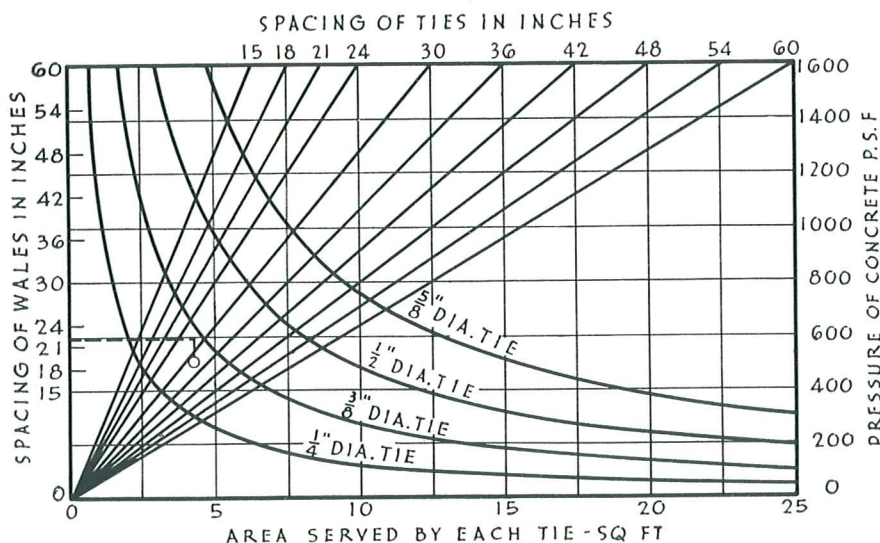 SPACING OF TIES IN INCHES
15 18 21 24 30 36 42 48 54 60
SPACING OF WALES IN INCHES
60
54
48
42
36
30
24
21
18
15
0
1600
1400
1200
1000
800
600
400
200
0
PRESSURE OF CONCRETE P.S.F
5/8" DIA. TIE
1/2" DIA. TIE
3/8" DIA. TIE
1/4" DIA. TIE
0 5 10 15 20 25
AREA SERVED BY EACH TIE - SQ FT